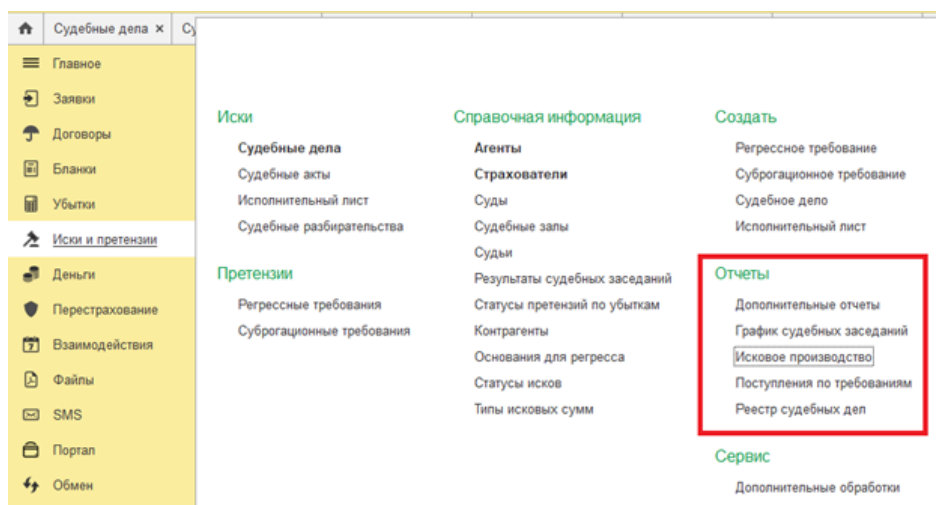 Судебные дела ×
Су
Главное
Заявки
Договоры
Бланки
Убытки
Иски и претензии
Деньги
Перестрахование
Взаимодействия
Файлы
SMS
Портал
Обмен
Иски
Судебные дела
Судебные акты
Исполнительный лист
Судебные разбирательства
Претензии
Регрессные требования
Суброгационные требования
Справочная информация
Агенты
Страхователи
Суды
Судебные залы
Судьи
Результаты судебных заседаний
Статусы претензий по убыткам
Контрагенты
Основания для регресса
Статусы исков
Типы исковых сумм
Создать
Регрессное требование
Суброгационное требование
Судебное дело
Исполнительный лист
Отчеты
Дополнительные отчеты
График судебных заседаний
Исковое производство
Поступления по требованиям
Реестр судебных дел
Сервис
Дополнительные обработки